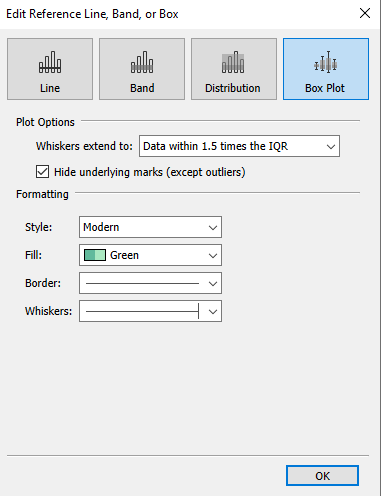 Edit Reference Line, Band, or Box
Line Band Distribution Box Plot
Plot Options
Whiskers extend to: Data within 1.5 times the IQR
Hide underlying marks (except outliers)
Formatting
Style: Modern
Fill: Green
Border:
Whiskers:
OK